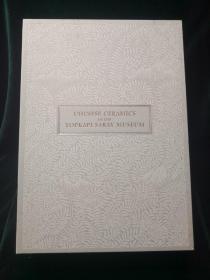 CHINESE CERAMICS
IN THE
TOPKAPI SARAY MUSEUM